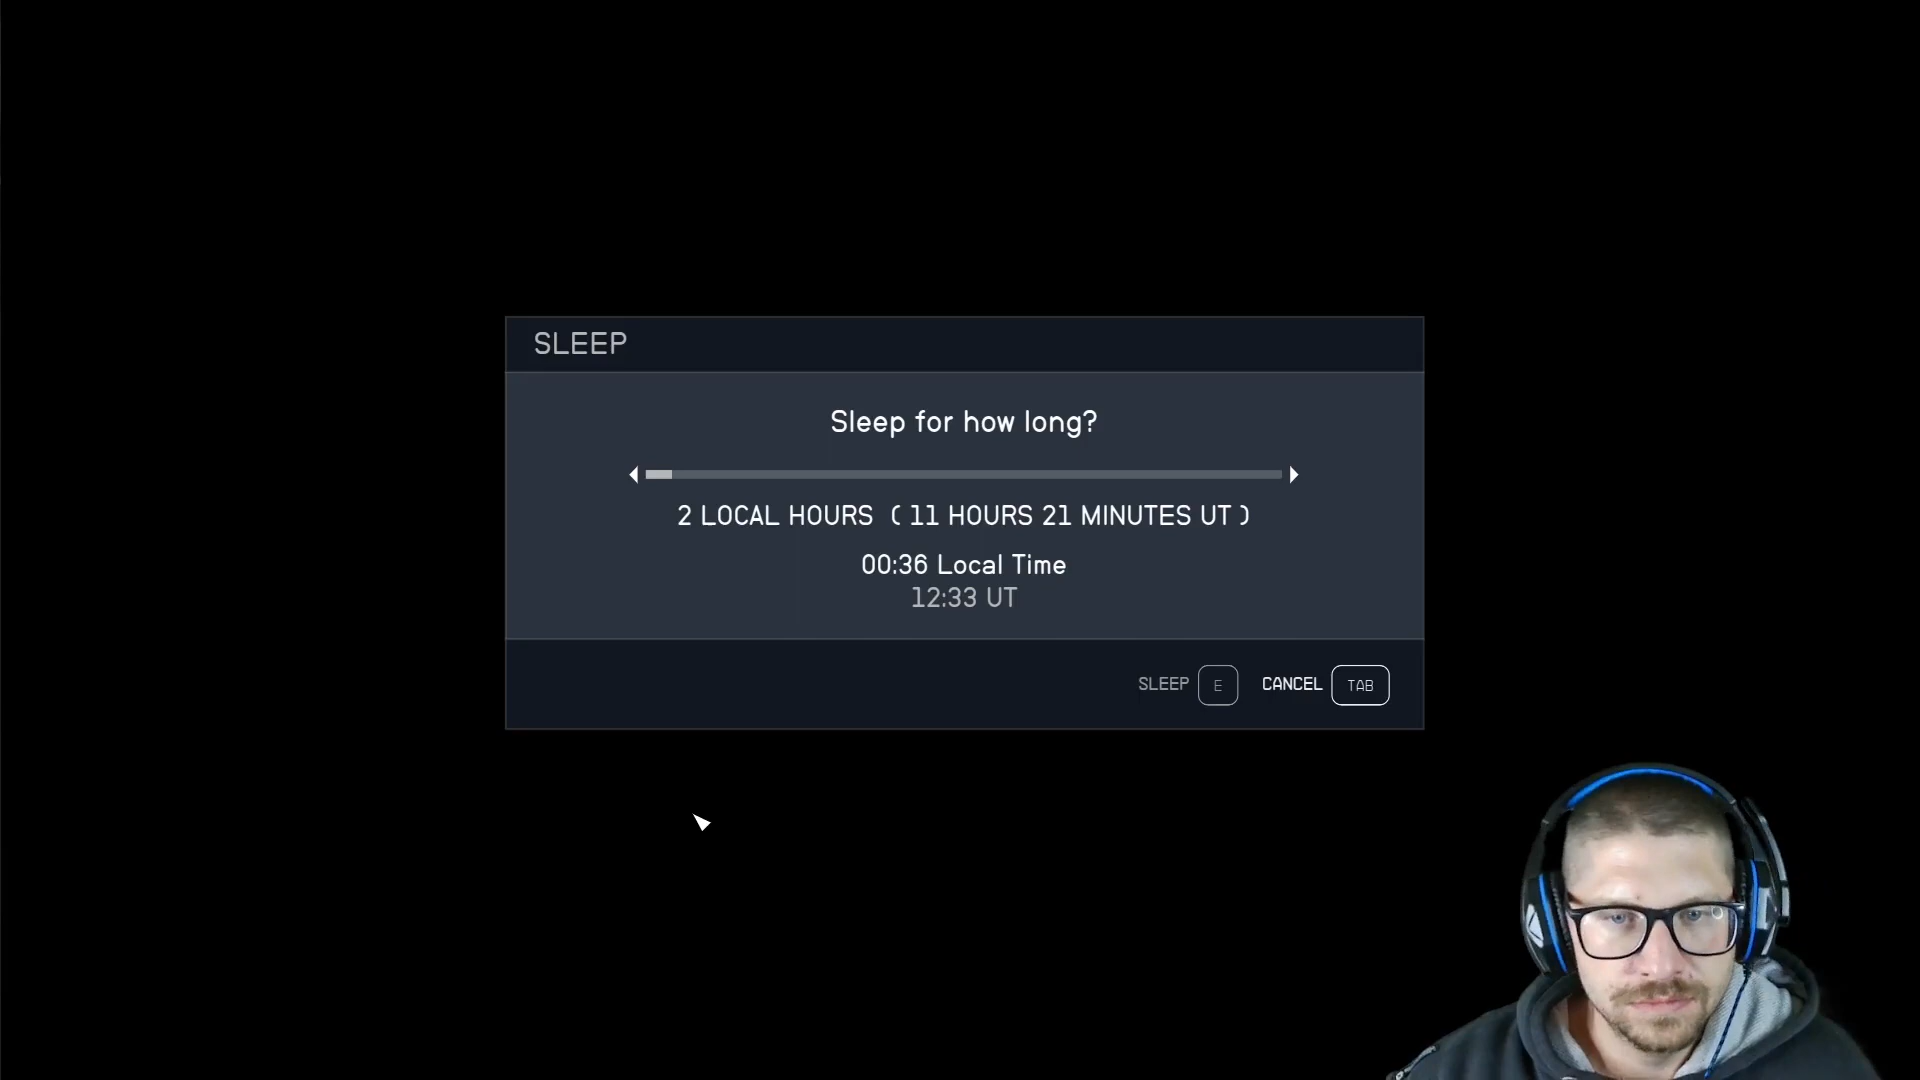 SLEEP
Sleep for how long?
2 LOCAL HOURS ( 11 HOURS 21 MINUTES UT )
00:36 Local Time
12:33 UT
SLEEP E CANCEL TAB